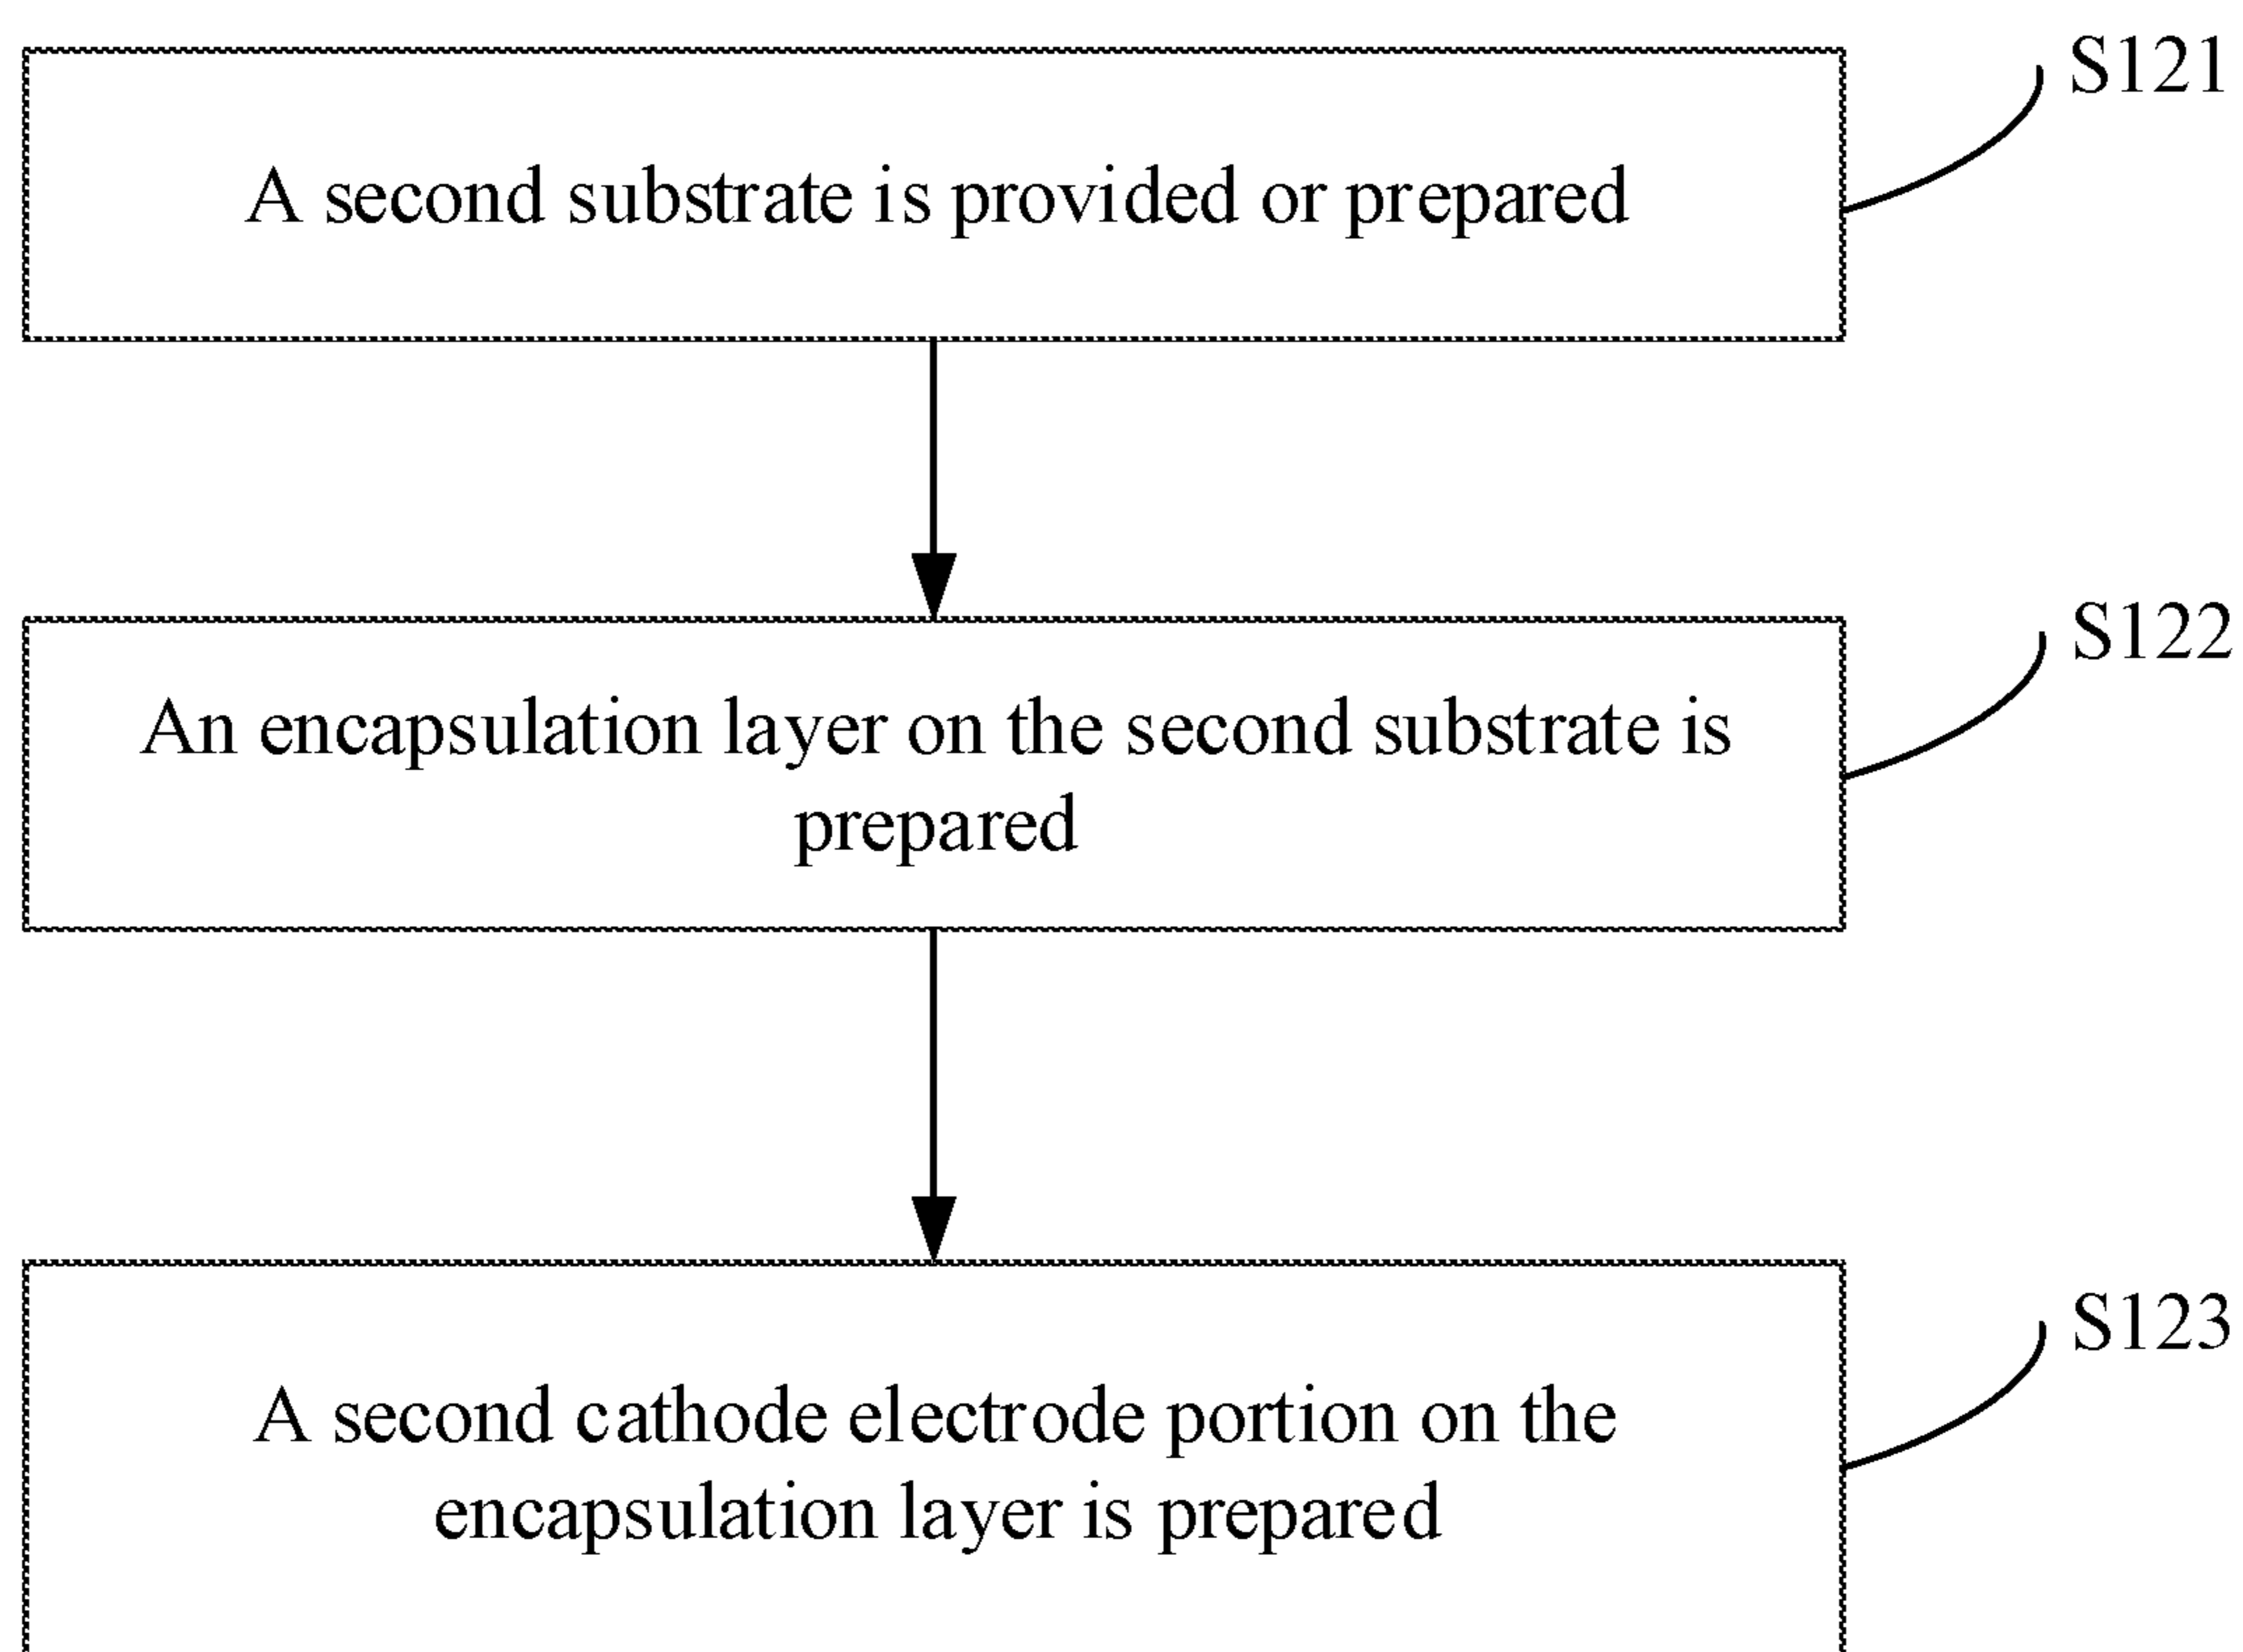 S121
A second substrate is provided or prepared
S122
An encapsulation layer on the second substrate is
prepared
S123
A second cathode electrode portion on the
encapsulation layer is prepared